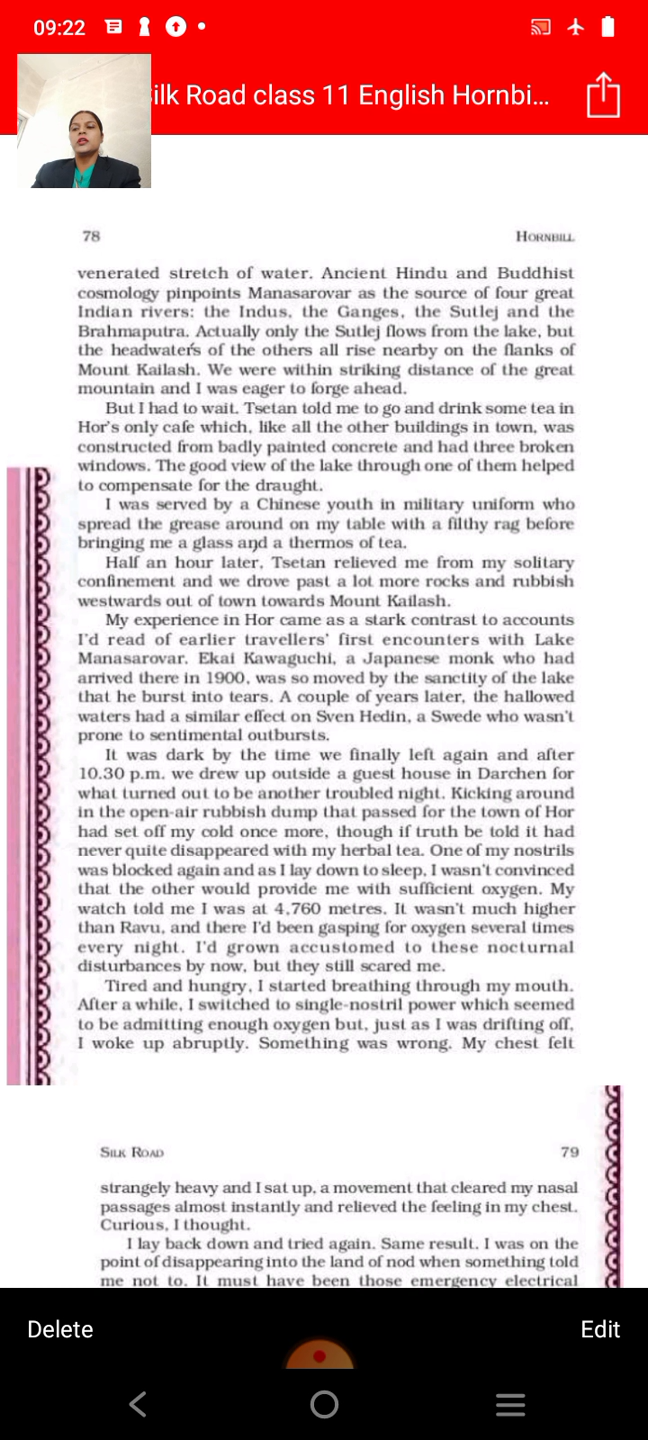 09:22
Silk Road class 11 English Hornbi...
78 HORNBILL
venerated stretch of water. Ancient Hindu and Buddhist
cosmology pinpoints Manasarovar as the source of four great
Indian rivers: the Indus, the Ganges, the Sutlej and the
Brahmaputra. Actually only the Sutlej flows from the lake, but
the headwaters of the others all rise nearby on the flanks of
Mount Kailash. We were within striking distance of the great
mountain and I was eager to forge ahead.
But I had to wait. Tsetan told me to go and drink some tea in
Hor's only cafe which, like all the other buildings in town, was
constructed from badly painted concrete and had three broken
windows. The good view of the lake through one of them helped
to compensate for the draught.
I was served by a Chinese youth in military uniform who
spread the grease around on my table with a filthy rag before
bringing me a glass and a thermos of tea.
Half an hour later, Tsetan relieved me from my solitary
confinement and we drove past a lot more rocks and rubbish
westwards out of town towards Mount Kailash.
My experience in Hor came as a stark contrast to accounts
I'd read of earlier travellers' first encounters with Lake
Manasarovar. Ekai Kawaguchi, a Japanese monk who had
arrived there in 1900, was so moved by the sanctity of the lake
that he burst into tears. A couple of years later, the hallowed
waters had a similar effect on Sven Hedin, a Swede who wasn't
prone to sentimental outbursts.
It was dark by the time we finally left again and after
10.30 p.m. we drew up outside a guest house in Darchen for
what turned out to be another troubled night. Kicking around
in the open-air rubbish dump that passed for the town of Hor
had set off my cold once more, though if truth be told it had
never quite disappeared with my herbal tea. One of my nostrils
was blocked again and as I lay down to sleep, I wasn't convinced
that the other would provide me with sufficient oxygen. My
watch told me I was at 4,760 metres. It wasn't much higher
than Ravu, and there I'd been gasping for oxygen several times
every night. I'd grown accustomed to these nocturnal
disturbances by now, but they still scared me.
Tired and hungry, I started breathing through my mouth.
After a while, I switched to single-nostril power which seemed
to be admitting enough oxygen but, just as I was drifting off,
I woke up abruptly. Something was wrong. My chest felt
SILK ROAD 79
strangely heavy and I sat up, a movement that cleared my nasal
passages almost instantly and relieved the feeling in my chest.
Curious, I thought.
I lay back down and tried again. Same result. I was on the
point of disappearing into the land of nod when something told
me not to. It must have been those emergency electrical
Delete Edit